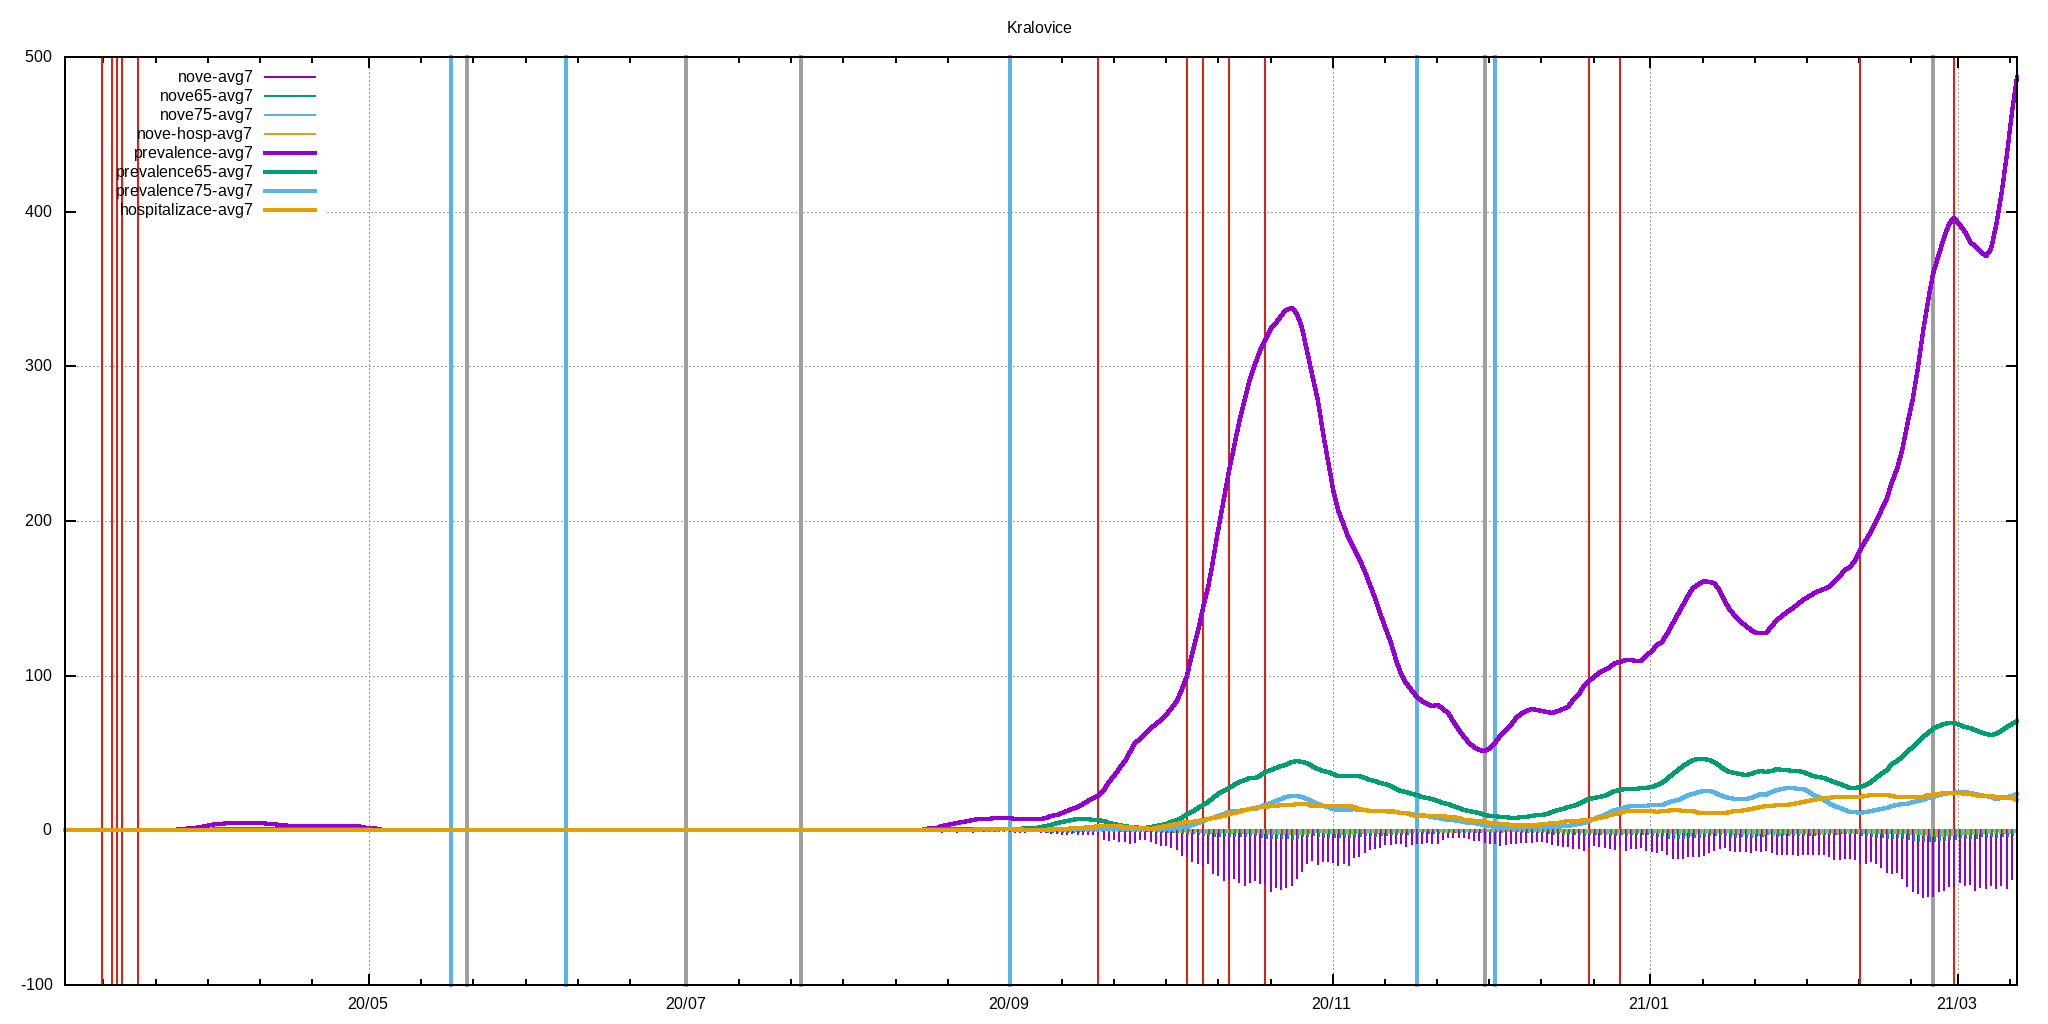 Kralovice
500
nove-avg7
nove65-avg7
nove75-avg7
nove-hosp-avg7
prevalence-avg7
prevalence65-avg7
prevalence75-avg7
hospitalizace-avg7
400
300
200
100
0
-100
20/05 20/07 20/09 20/11 21/01 21/03